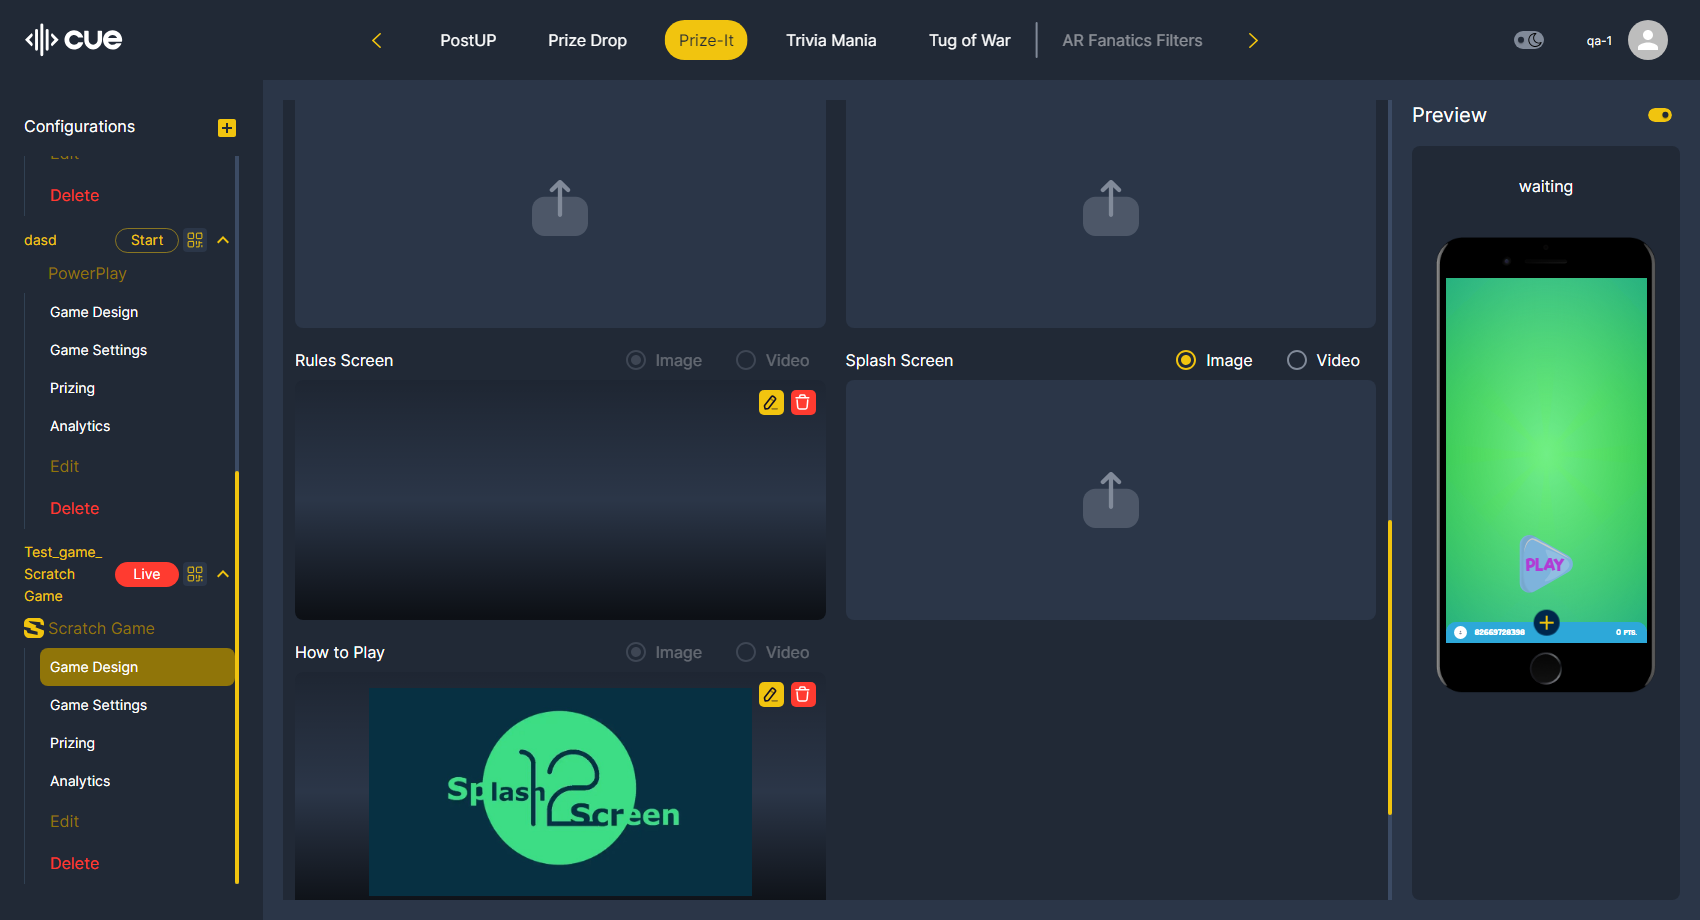 cue
PostUP
Prize Drop
Prize-It
Trivia Mania
Tug of War
AR Fanatics Filters
qa-1
Configurations
Delete
dasd
Start
PowerPlay
Game Design
Game Settings
Prizing
Analytics
Edit
Delete
Test_game_
Scratch
Game
Live
Scratch Game
Game Design
Game Settings
Prizing
Analytics
Edit
Delete
Rules Screen
Image
Video
Splash Screen
Image
Video
How to Play
Image
Video
12
Splash
Screen
Preview
waiting
PLAY
82669720398
0 PTS.